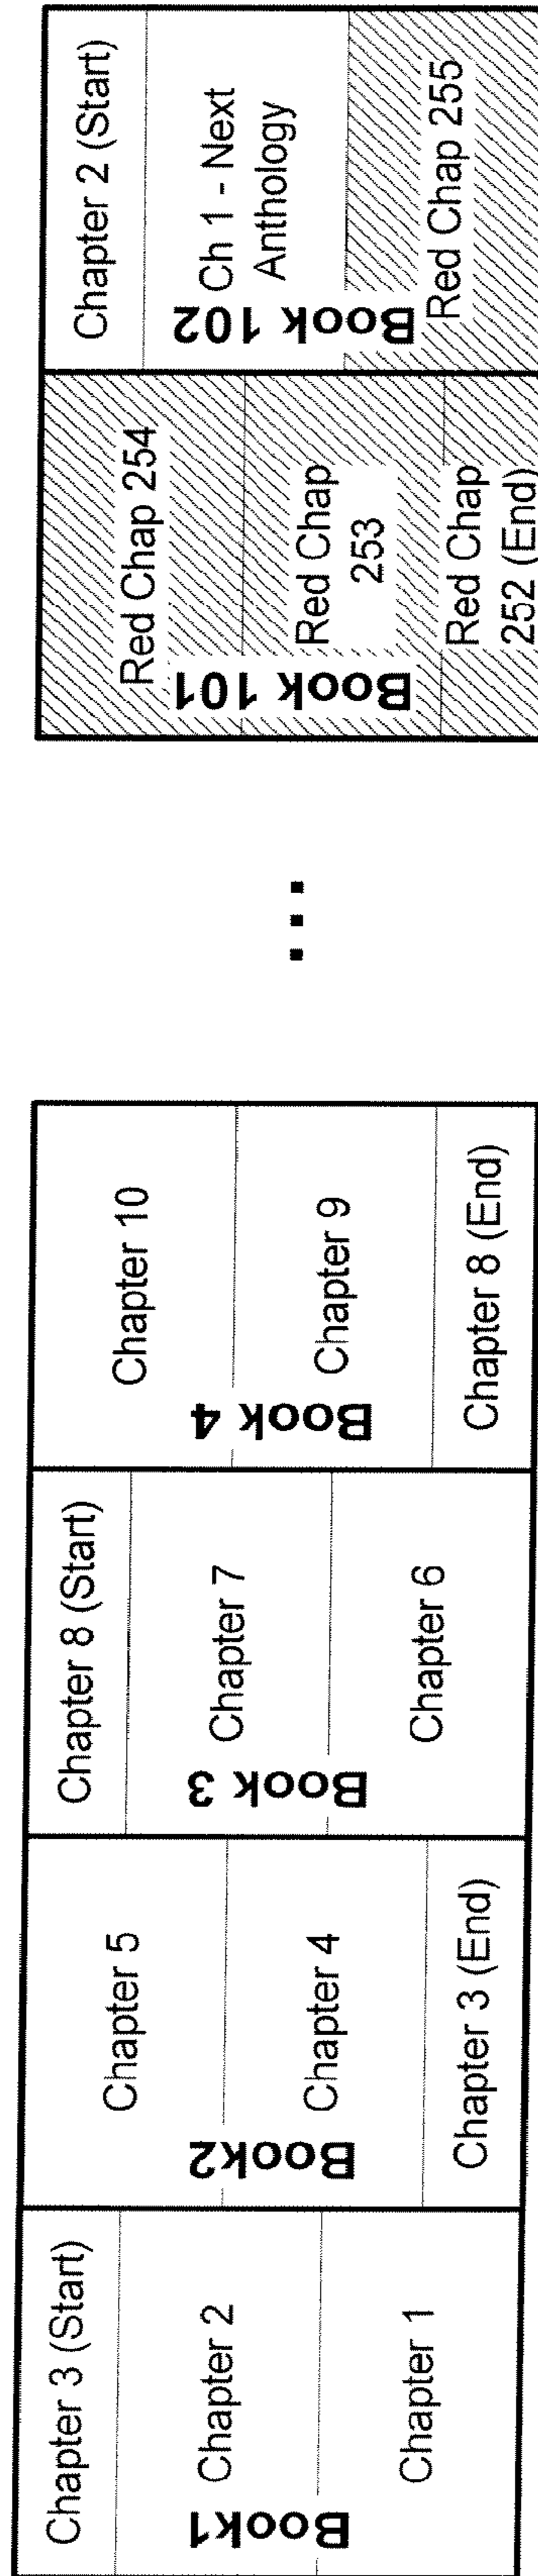 Book1
Chapter 3 (Start)
Chapter 2
Chapter 1
Book2
Chapter 5
Chapter 4
Chapter 3 (End)
Book 3
Chapter 8 (Start)
Chapter 7
Chapter 6
Book 4
Chapter 10
Chapter 9
Chapter 8 (End)
...
Book 101
Red Chap 254
Red Chap
253
Red Chap
252 (End)
Book 102
Chapter 2 (Start)
Ch 1 - Next
Anthology
Red Chap 255